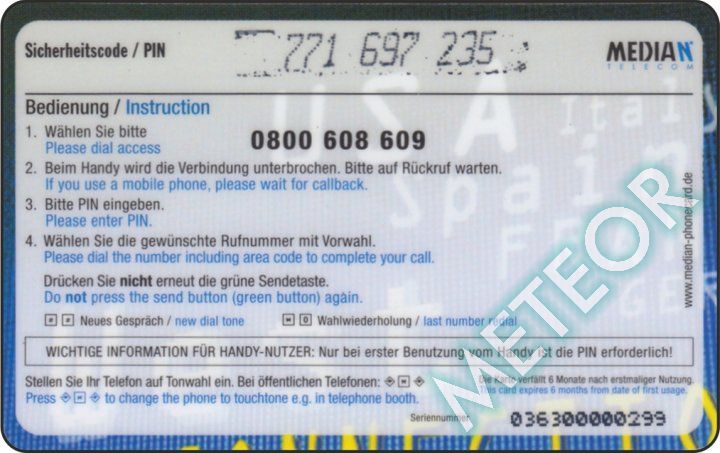 Sicherheitscode / PIN
771 697 235
MEDIAN
TELECOM
Bedienung / Instruction
1. Wählen Sie bitte
Please dial access
0800 608 609
2. Beim Handy wird die Verbindung unterbrochen. Bitte auf Rückruf warten.
If you use a mobile phone, please wait for callback.
3. Bitte PIN eingeben.
Please enter PIN.
4. Wählen Sie die gewünschte Rufnummer mit Vorwahl.
Please dial the number including area code to complete your call.
Drücken Sie nicht erneut die grüne Sendetaste.
Do not press the send button (green button) again.
# # Neues Gespräch / new dial tone
* 0 Wahlwiederholung / last number redial
WICHTIGE INFORMATION FÜR HANDY-NUTZER: Nur bei erster Benutzung vom Handy ist die PIN erforderlich!
Stellen Sie Ihr Telefon auf Tonwahl ein. Bei öffentlichen Telefonen:
Press to change the phone to touchtone e.g. in telephone booth.
Die Karte verfällt 6 Monate nach erstmaliger Nutzung.
This card expires 6 months from date of first usage.
Seriennummer
036300000299
www.median-phonecard.de
METEOR
USA
Italy
Spain